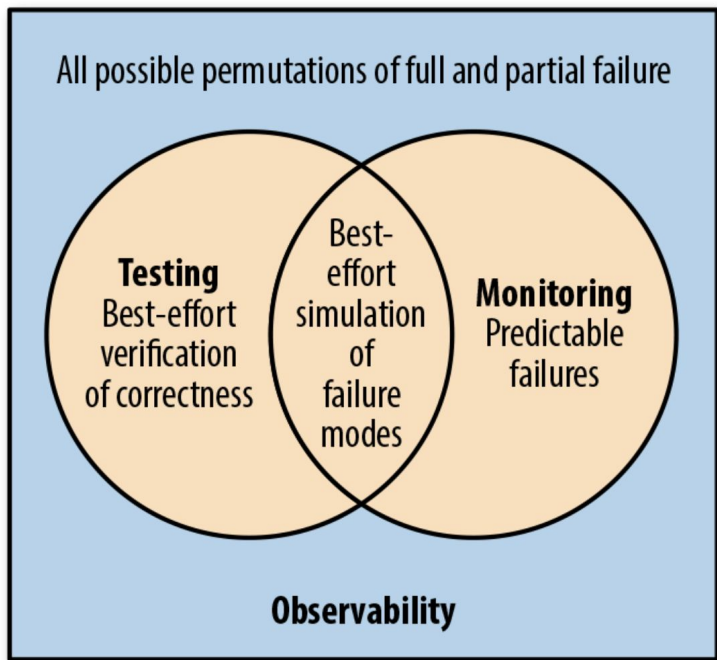 All possible permutations of full and partial failure
Testing
Best-effort
verification
of correctness
Best-
effort
simulation
of
failure
modes
Monitoring
Predictable
failures
Observability